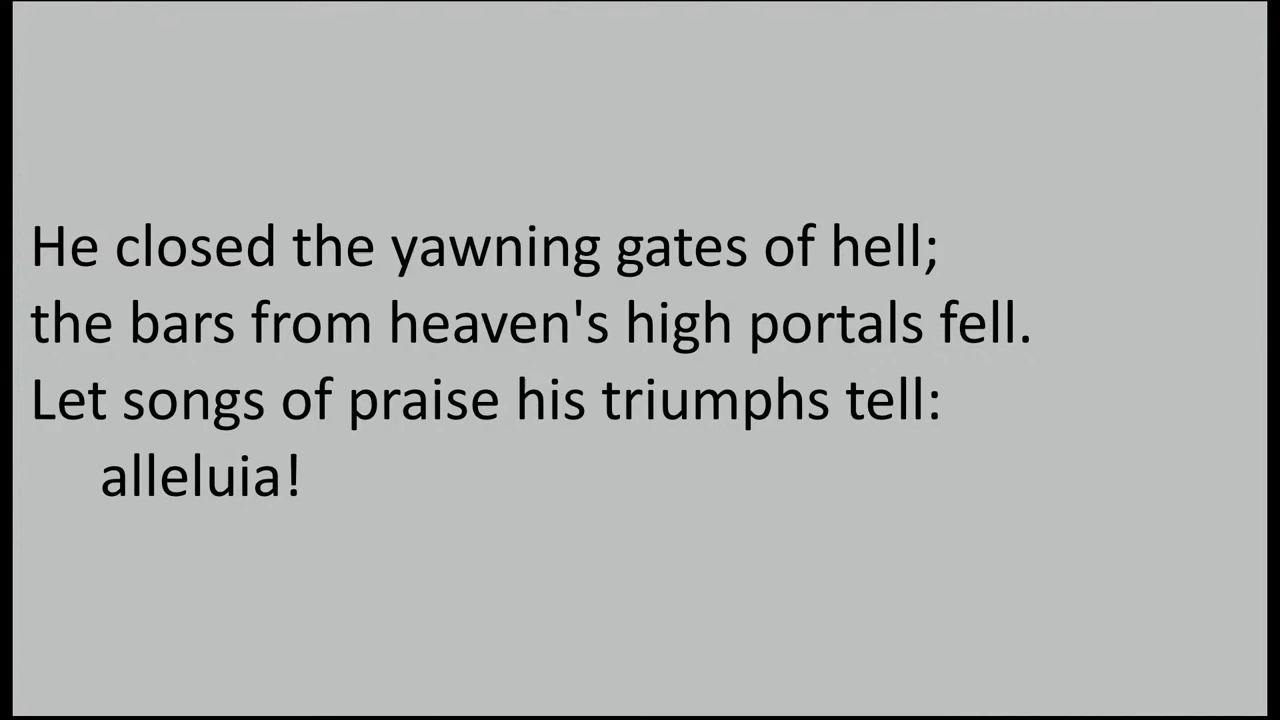 He closed the yawning gates of hell;
the bars from heaven's high portals fell.
Let songs of praise his triumphs tell:
alleluia!